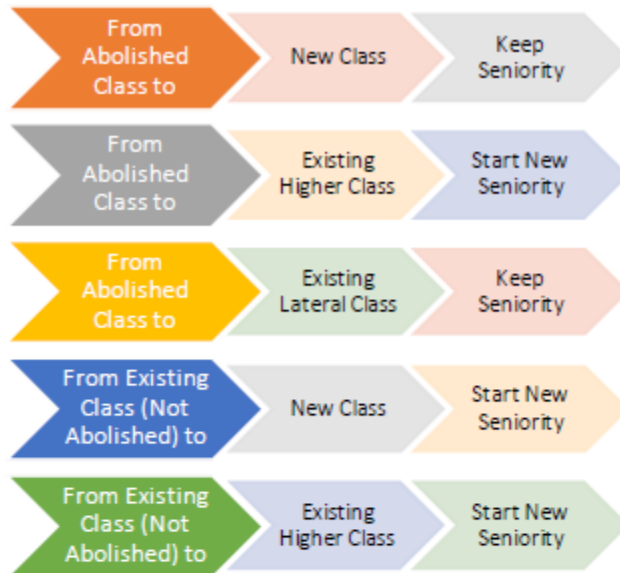 From
Abolished
Class to
New Class
Keep
Seniority
From
Abolished
Class to
Existing
Higher Class
Start New
Seniority
From
Abolished
Class to
Existing
Lateral Class
Keep
Seniority
From Existing
Class (Not
Abolished) to
New Class
Start New
Seniority
From Existing
Class (Not
Abolished) to
Existing
Higher Class
Start New
Seniority